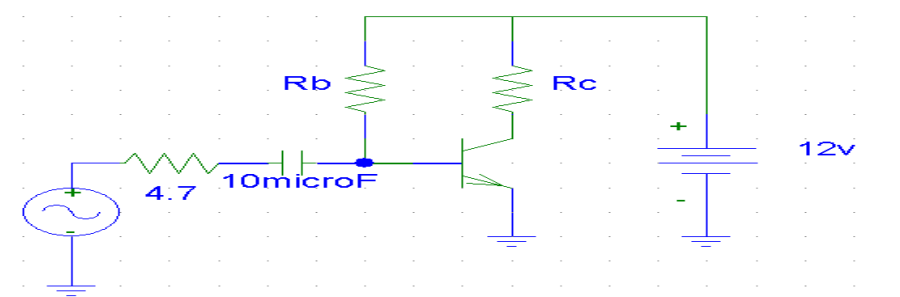 Rb
Rc
+
12v
10microF
4.7
+
-
-